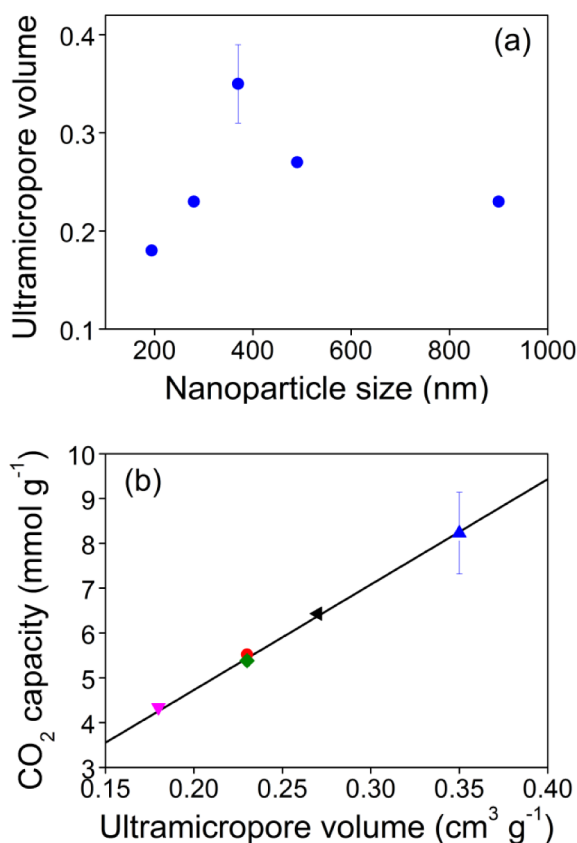 (a)
Ultramicropore volume
0.4
0.3
0.2
0.1
200 400 600 800 1000
Nanoparticle size (nm)
(b)
CO₂ capacity (mmol g⁻¹)
10
9
8
7
6
5
4
3
0.15 0.20 0.25 0.30 0.35 0.40
Ultramicropore volume (cm³ g⁻¹)